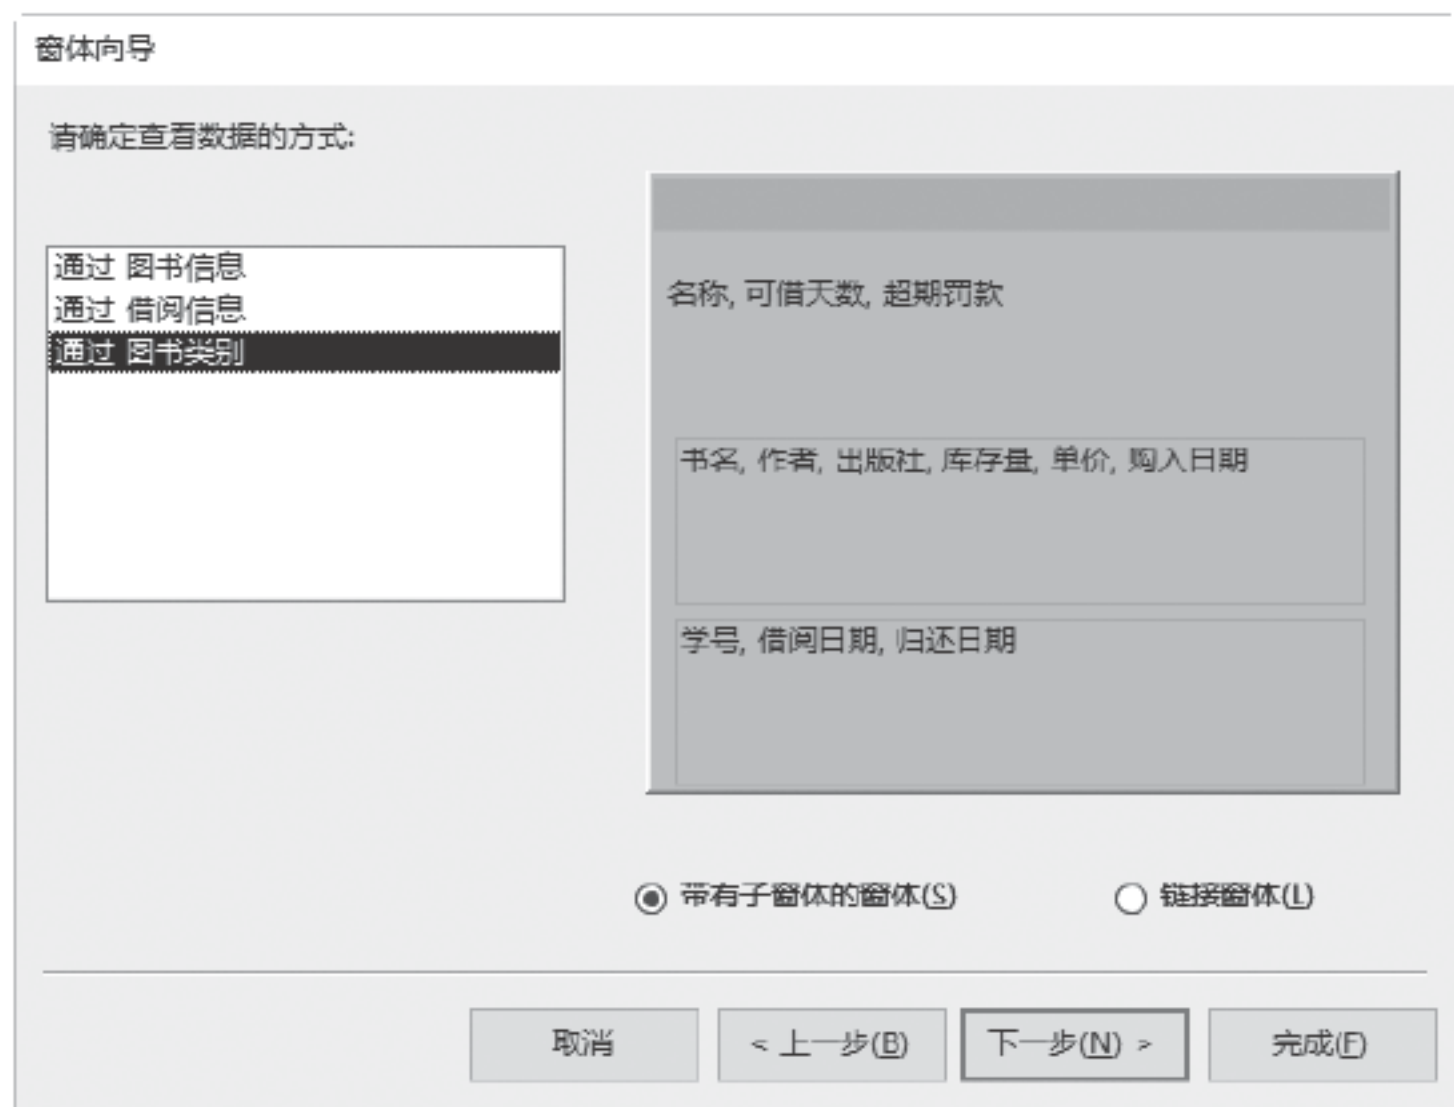 窗体向导
请确定查看数据的方式:
通过 图书信息
通过 借阅信息
通过 图书类别
名称, 可借天数, 超期罚款
书名, 作者, 出版社, 库存量, 单价, 购入日期
学号, 借阅日期, 归还日期
带有子窗体的窗体(S)
链接窗体(L)
取消
< 上一步(B)
下一步(N) >
完成(F)